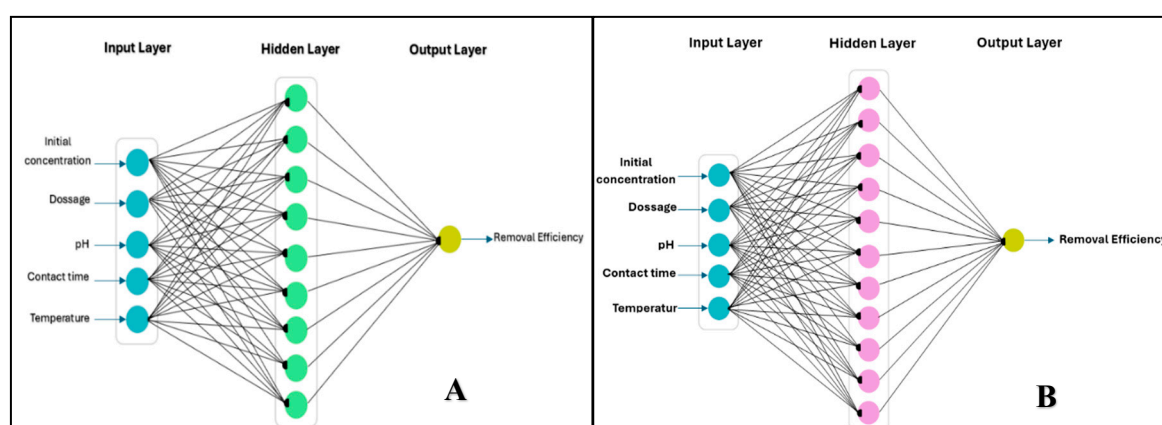 Input Layer
Hidden Layer
Output Layer
Initial
concentration
Dossage
pH
Contact time
Temperature
Removal Efficiency
A
Input Layer
Hidden Layer
Output Layer
Initial
concentration
Dossage
pH
Contact time
Temperatur
Removal Efficiency
B